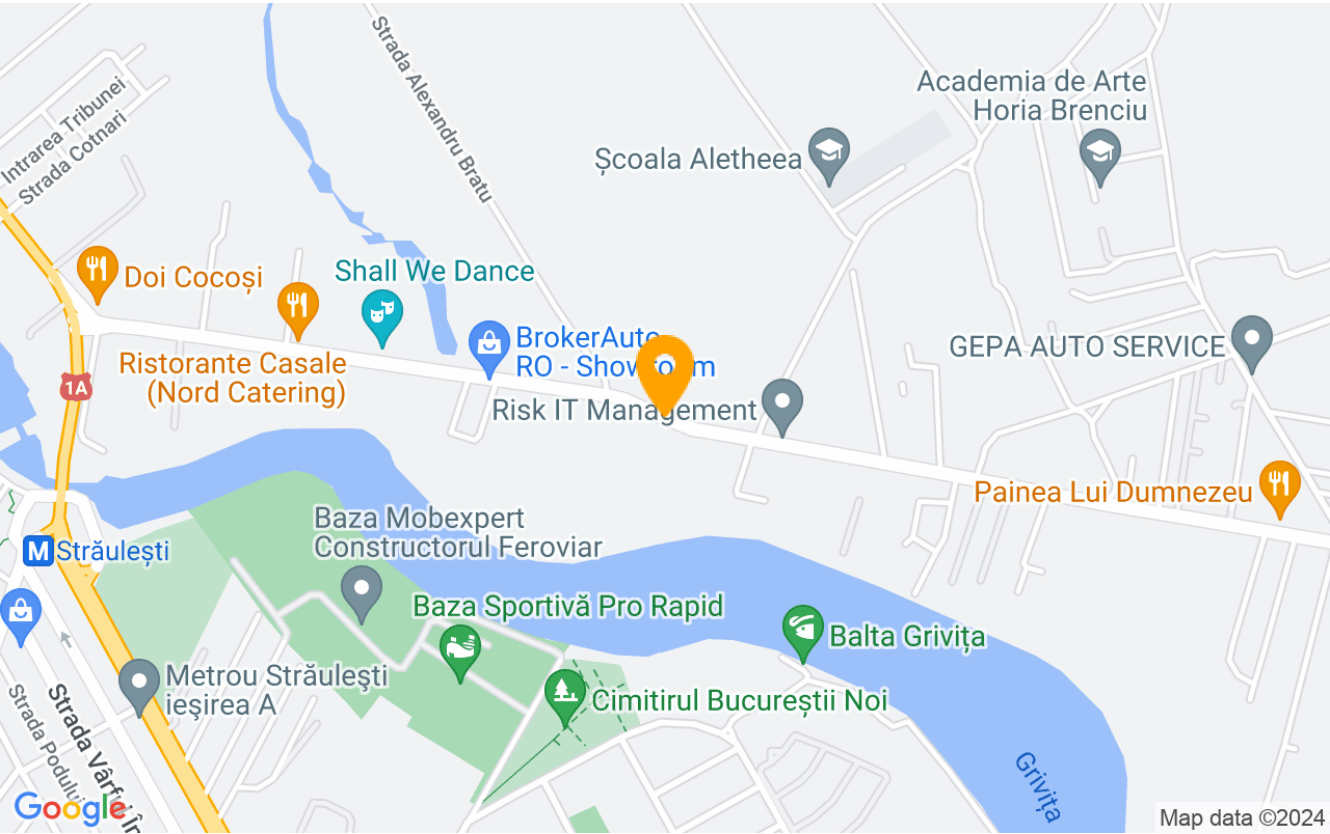 Strada Alexandru Bratu
Intrarea Tribunei
Strada Cotnari
Academia de Arte
Horia Brenciu
Școala Aletheea
Doi Cocoși
Shall We Dance
Ristorante Casale
(Nord Catering)
BrokerAuto
RO - Showroom
GEPA AUTO SERVICE
1A
Risk IT Management
Painea Lui Dumnezeu
M Străulești
Baza Mobexpert
Constructorul Feroviar
Baza Sportivă Pro Rapid
Balta Grivița
Metrou Străuleşti
ieşirea A
Cimitirul Bucureștii Noi
Strada Podului
Strada Vârful În
Grivița
Google
Map data ©2024